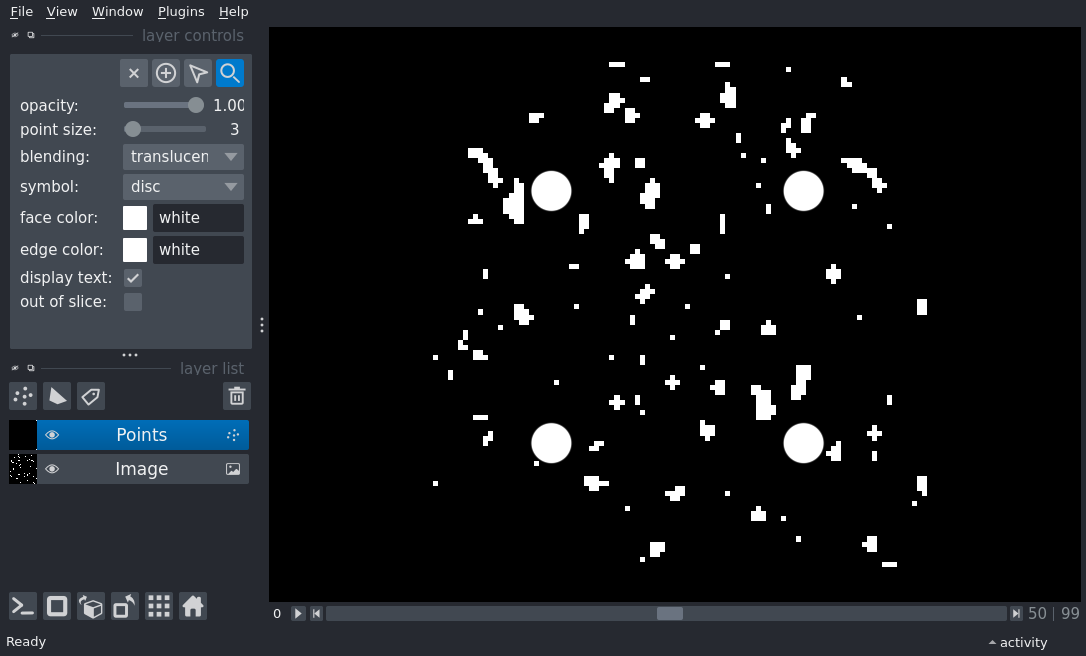 File View Window Plugins Help
layer controls
opacity: 1.00
point size: 3
blending: translucen
symbol: disc
face color: white
edge color: white
display text:
out of slice:
layer list
Points
Image
0 50 | 99
Ready activity